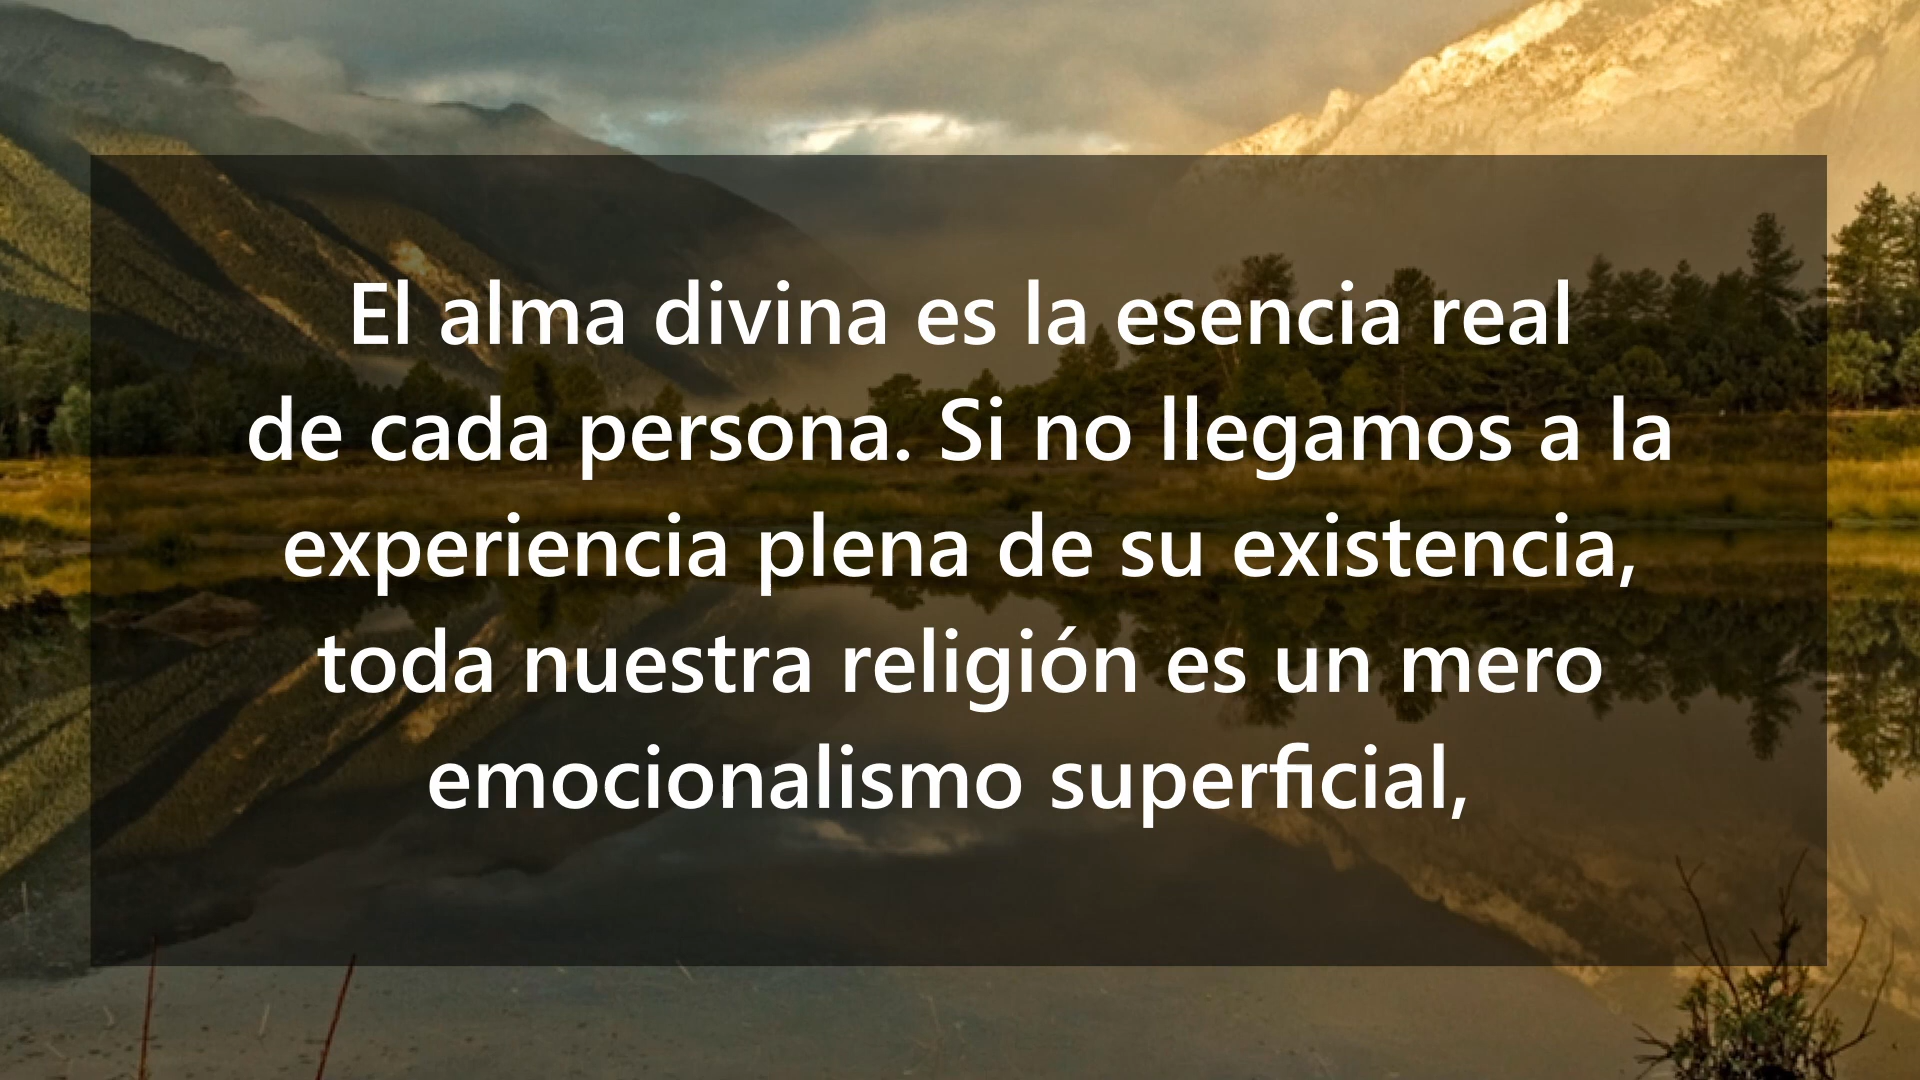 El alma divina es la esencia real
de cada persona. Si no llegamos a la
experiencia plena de su existencia,
toda nuestra religión es un mero
emocionalismo superficial,